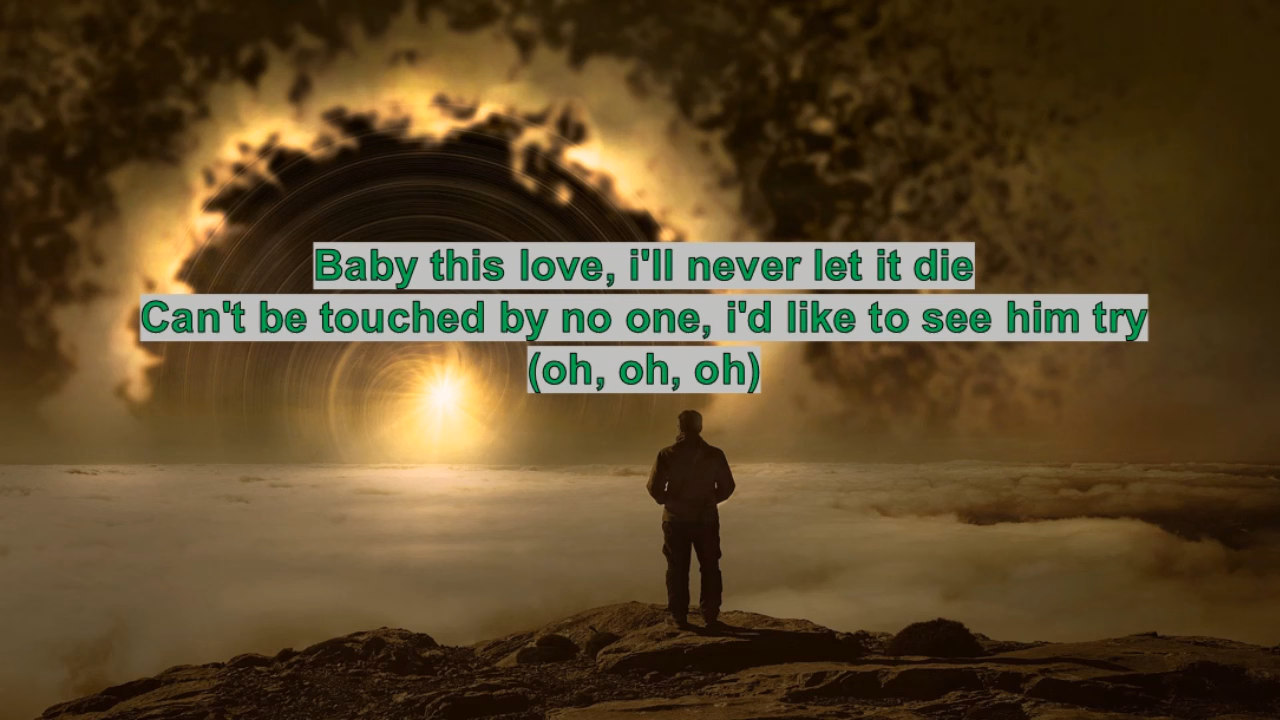 Baby this love, i'll never let it die
Can't be touched by no one, i'd like to see him try
(oh, oh, oh)